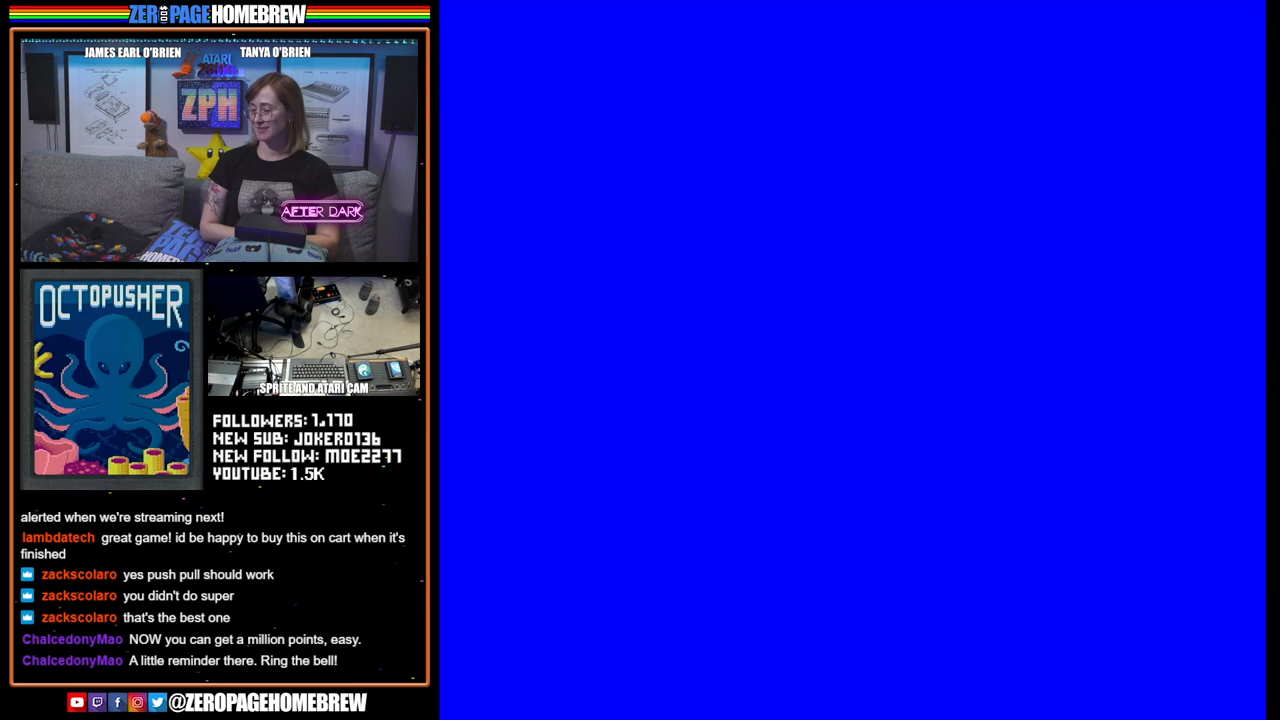 ZEROPAGE HOMEBREW
JAMES EARL O'BRIEN
TANYA O'BRIEN
ATARI
ZPH
AFTER DARK
OCTOPUSHER
SPRITE AND ATARI CAM
FOLLOWERS: 1,170
NEW SUB: JOKER0136
NEW FOLLOW: MOE2277
YOUTUBE: 1.5K
alerted when we're streaming next!
lambdatech great game! id be happy to buy this on cart when it's
finished
zackscolaro yes push pull should work
zackscolaro you didn't do super
zackscolaro that's the best one
ChalcedonyMao NOW you can get a million points, easy.
ChalcedonyMao A little reminder there. Ring the bell!
@ZEROPAGEHOMEBREW